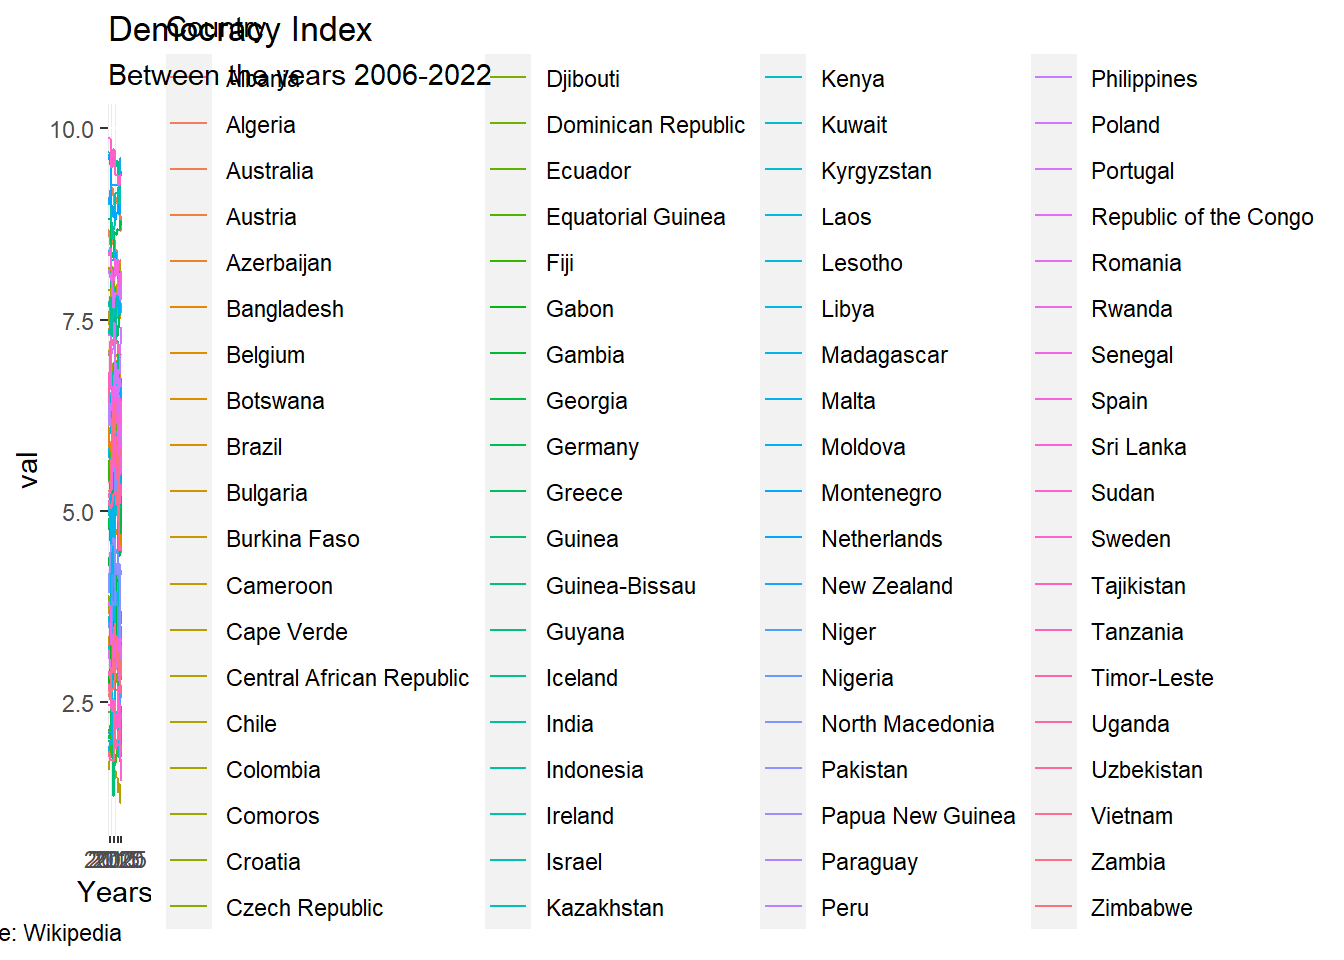 Democracy Index
Country
Between the years 2006-2022
Albania
Algeria
Australia
Austria
Azerbaijan
Bangladesh
Belgium
Botswana
Brazil
Bulgaria
Burkina Faso
Cameroon
Cape Verde
Central African Republic
Chile
Colombia
Comoros
Croatia
Czech Republic
Djibouti
Dominican Republic
Ecuador
Equatorial Guinea
Fiji
Gabon
Gambia
Georgia
Germany
Greece
Guinea
Guinea-Bissau
Guyana
Iceland
India
Indonesia
Ireland
Israel
Kazakhstan
Kenya
Kuwait
Kyrgyzstan
Laos
Lesotho
Libya
Madagascar
Malta
Moldova
Montenegro
Netherlands
New Zealand
Niger
Nigeria
North Macedonia
Pakistan
Papua New Guinea
Paraguay
Peru
Philippines
Poland
Portugal
Republic of the Congo
Romania
Rwanda
Senegal
Spain
Sri Lanka
Sudan
Sweden
Tajikistan
Tanzania
Timor-Leste
Uganda
Uzbekistan
Vietnam
Zambia
Zimbabwe
10.0
7.5
5.0
2.5
val
Years
e: Wikipedia